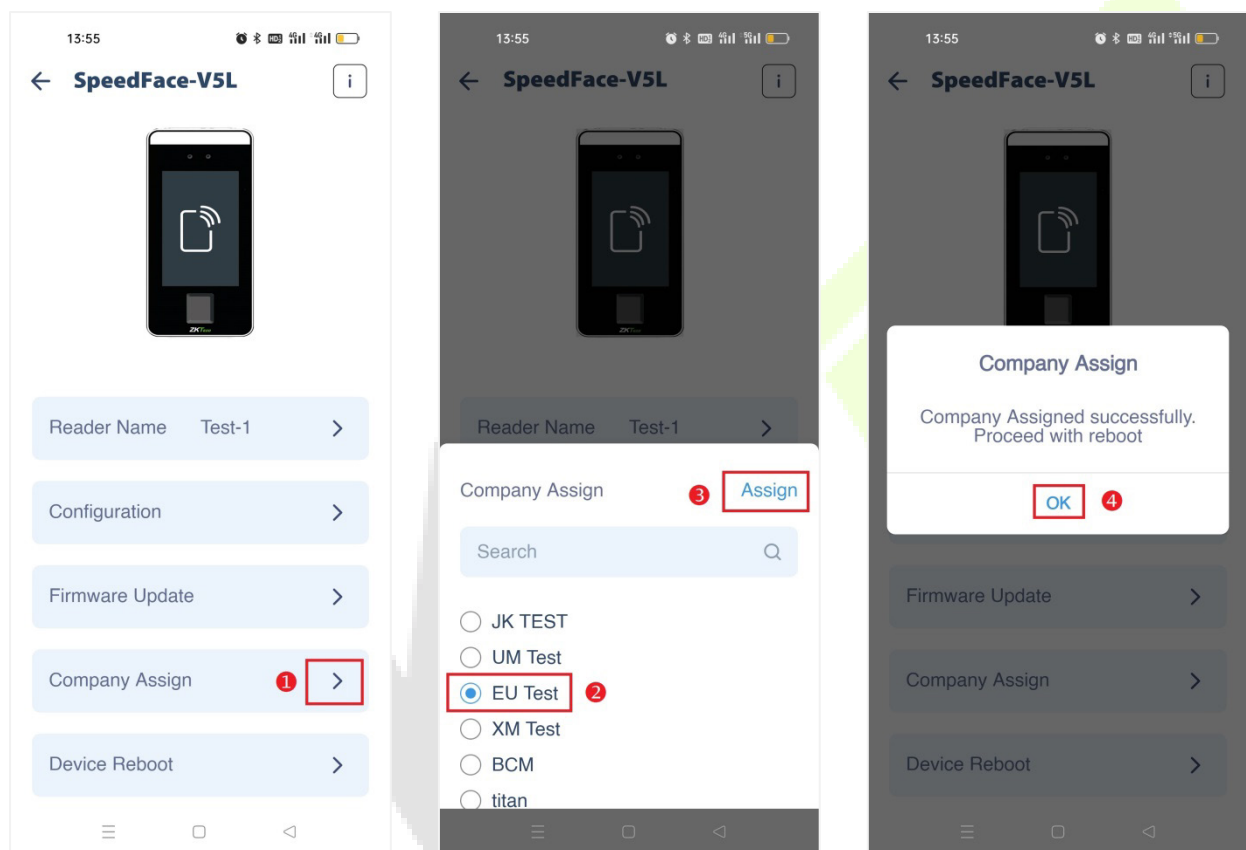 13:55
SpeedFace-V5L
i
ZKTeco
Reader Name Test-1
Configuration
Firmware Update
Company Assign 1
Device Reboot
13:55
SpeedFace-V5L
i
ZKTeco
Reader Name Test-1
Company Assign 3 Assign
Search
JK TEST
UM Test
EU Test 2
XM Test
BCM
titan
13:55
SpeedFace-V5L
i
Company Assign
Company Assigned successfully.
Proceed with reboot
OK 4
Firmware Update
Company Assign
Device Reboot